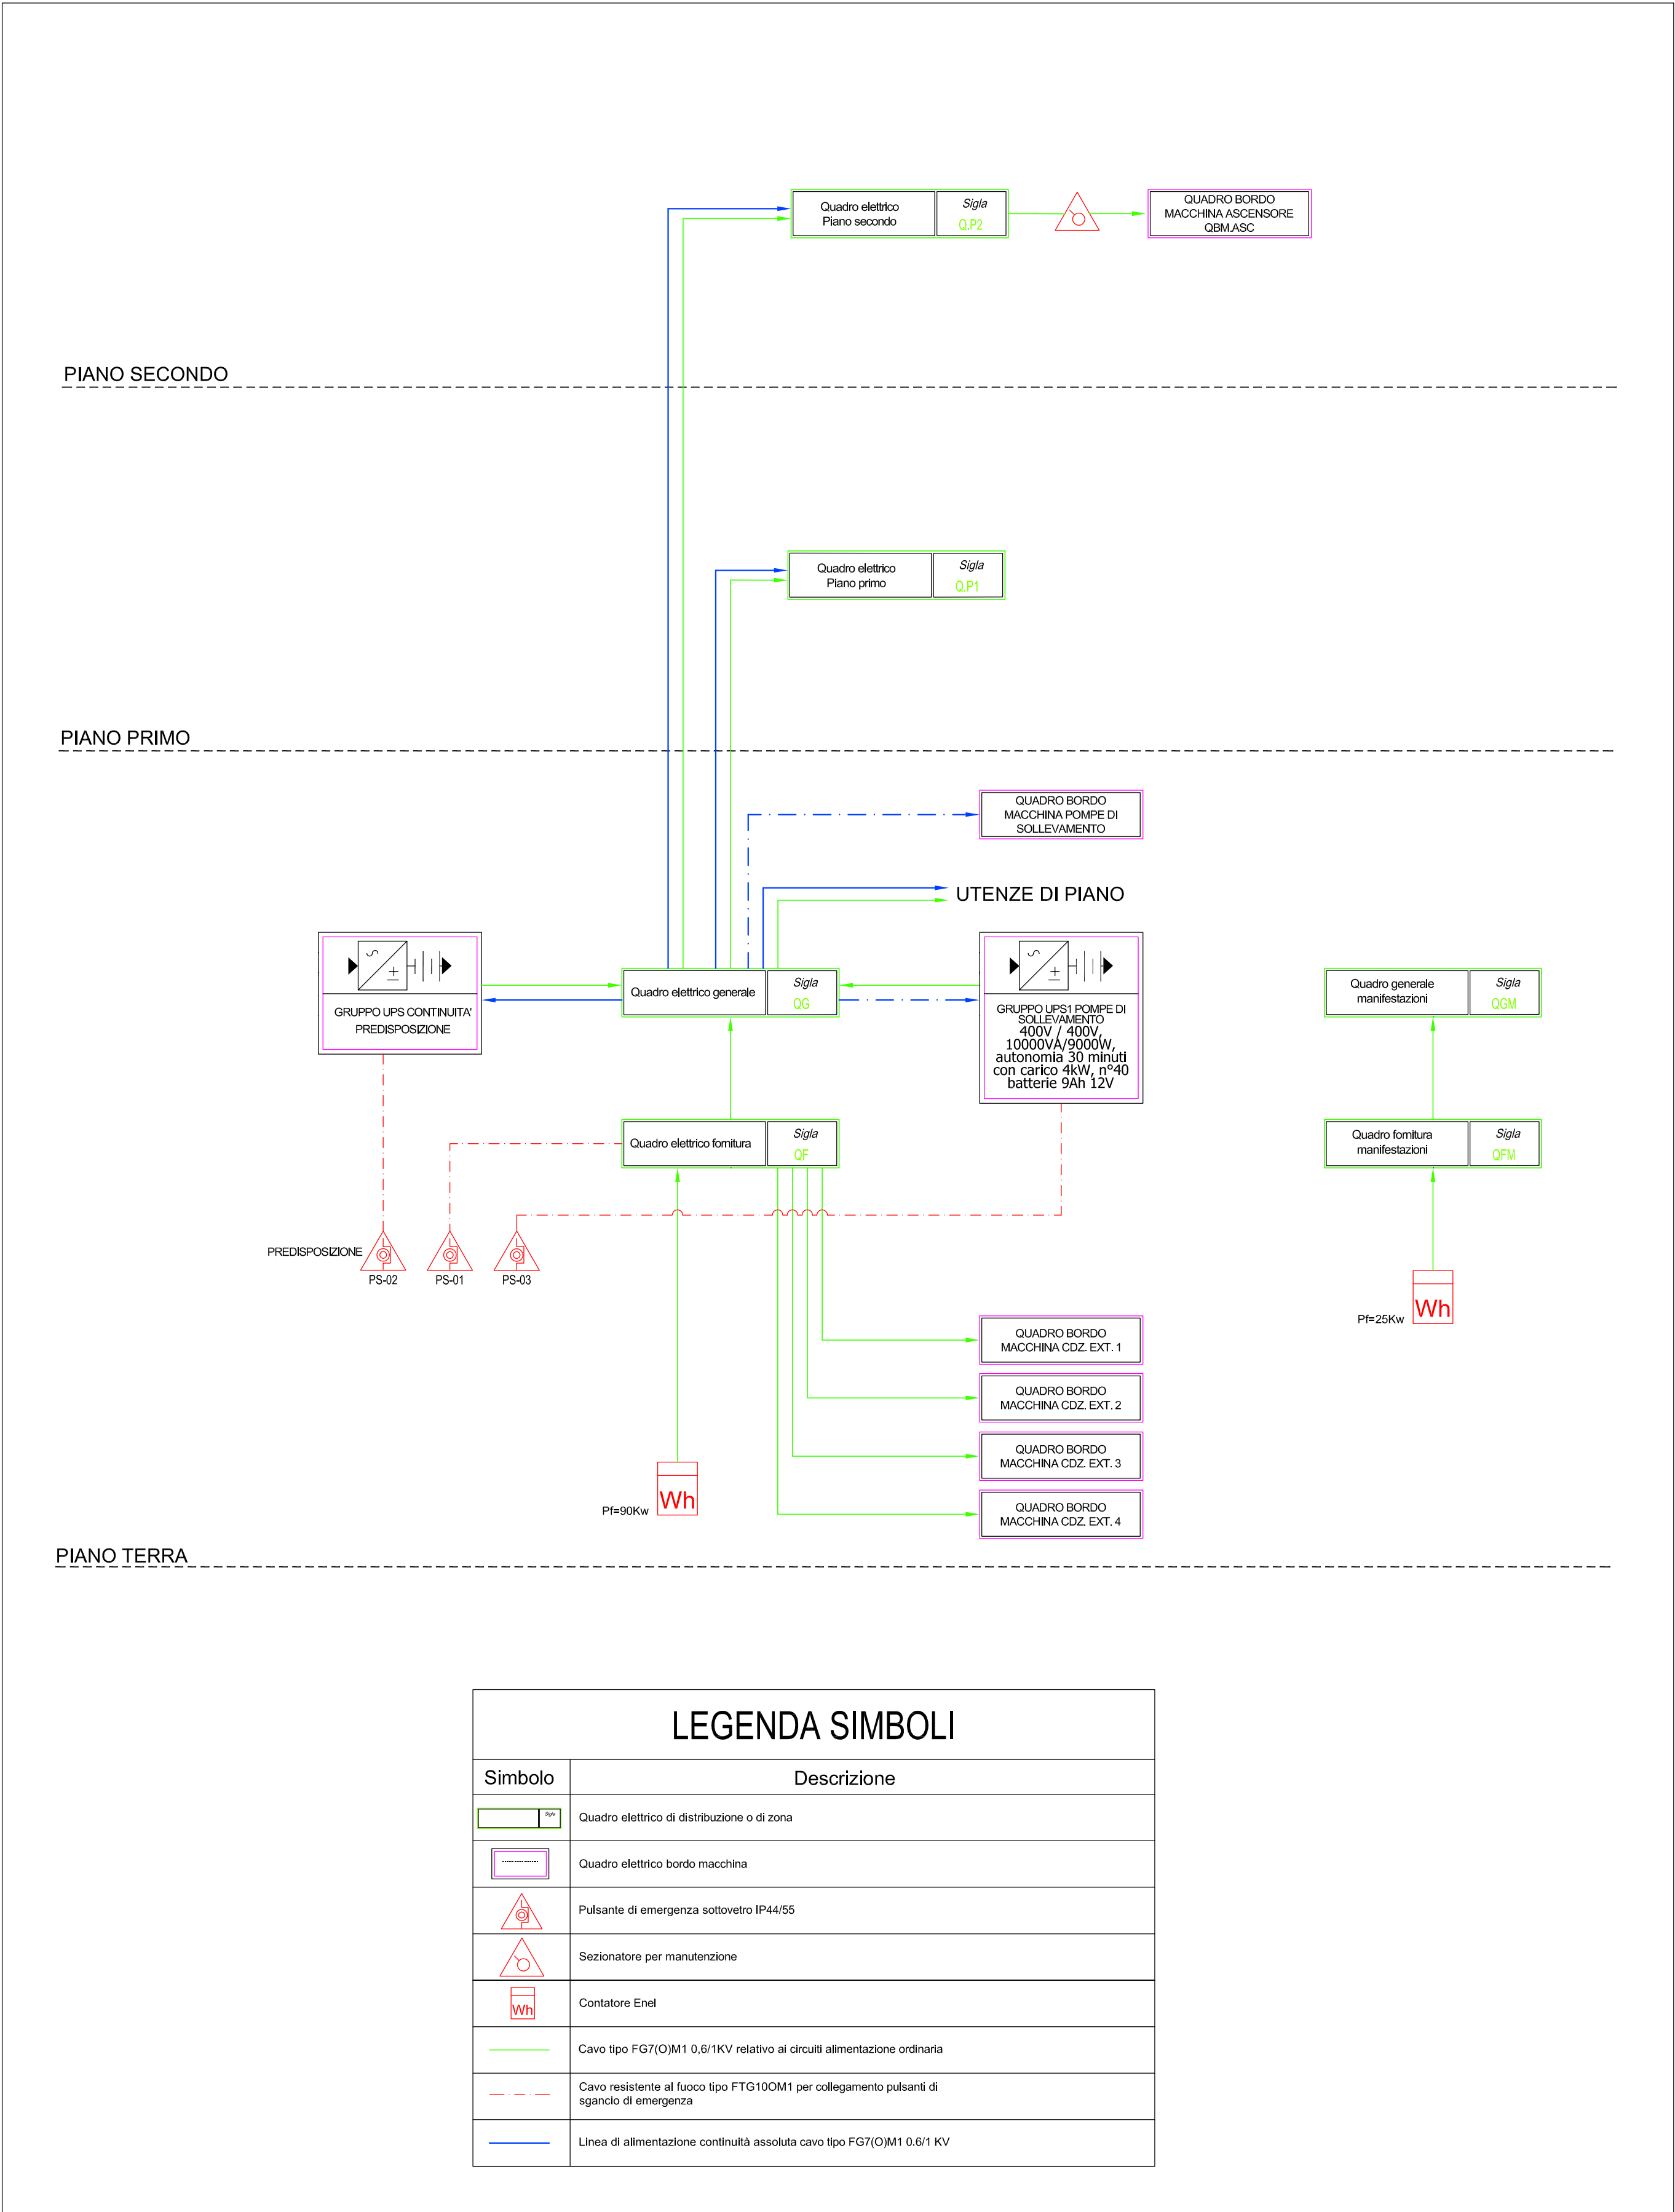 Quadro elettrico
Piano secondo
Sigla
Q.P2
QUADRO BORDO
MACCHINA ASCENSORE
QBM.ASC
PIANO SECONDO
Quadro elettrico
Piano primo
Sigla
Q.P1
PIANO PRIMO
QUADRO BORDO
MACCHINA POMPE DI
SOLLEVAMENTO
UTENZE DI PIANO
GRUPPO UPS CONTINUITA'
PREDISPOSIZIONE
Quadro elettrico generale
Sigla
QG
GRUPPO UPS1 POMPE DI
SOLLEVAMENTO
400V / 400V,
10000VA/9000W,
autonomia 30 minuti
con carico 4kW, n°40
batterie 9Ah 12V
Quadro generale
manifestazioni
Sigla
QGM
Quadro elettrico fornitura
Sigla
QF
Quadro fornitura
manifestazioni
Sigla
QFM
PREDISPOSIZIONE
PS-02
PS-01
PS-03
Pf=25Kw
Wh
QUADRO BORDO
MACCHINA CDZ. EXT. 1
QUADRO BORDO
MACCHINA CDZ. EXT. 2
QUADRO BORDO
MACCHINA CDZ. EXT. 3
QUADRO BORDO
MACCHINA CDZ. EXT. 4
Pf=90Kw
Wh
PIANO TERRA
LEGENDA SIMBOLI
Simbolo
Descrizione
Sigla
Quadro elettrico di distribuzione o di zona
Quadro elettrico bordo macchina
Pulsante di emergenza sottovetro IP44/55
Sezionatore per manutenzione
Wh
Contatore Enel
Cavo tipo FG7(O)M1 0,6/1KV relativo ai circuiti alimentazione ordinaria
Cavo resistente al fuoco tipo FTG10OM1 per collegamento pulsanti di
sgancio di emergenza
Linea di alimentazione continuità assoluta cavo tipo FG7(O)M1 0.6/1 KV